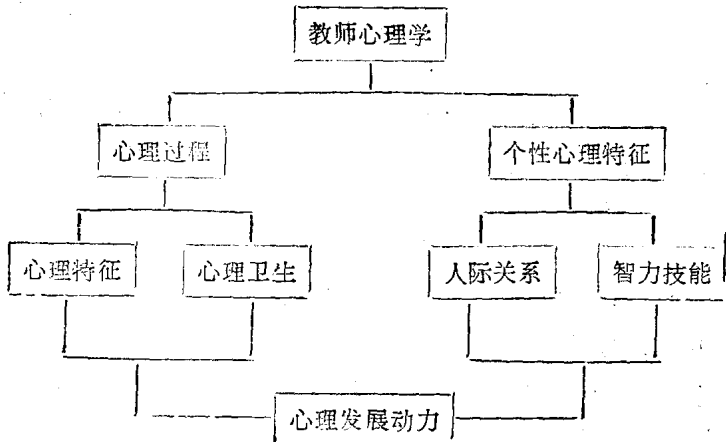 教师心理学
心理过程
个性心理特征
心理特征
心理卫生
人际关系
智力技能
心理发展动力